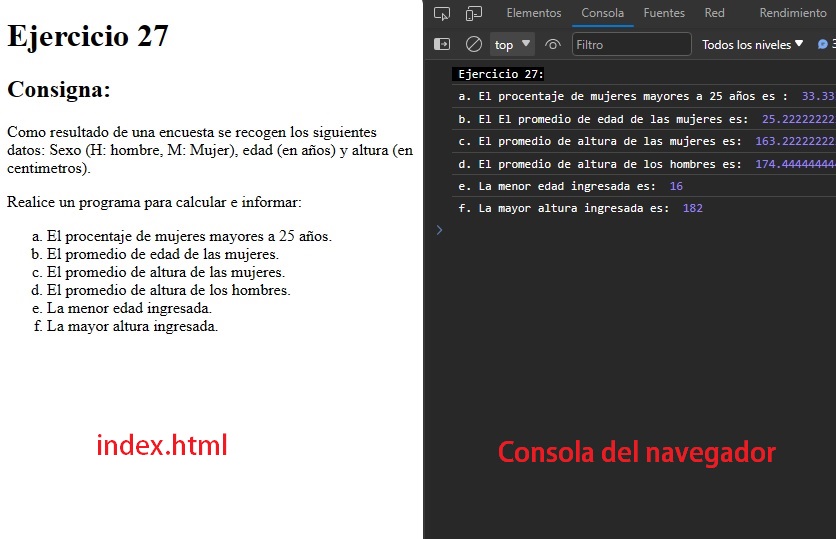 Ejercicio 27
Consigna:
Como resultado de una encuesta se recogen los siguientes
datos: Sexo (H: hombre, M: Mujer), edad (en años) y altura (en
centimetros).
Realice un programa para calcular e informar:
a. El procentaje de mujeres mayores a 25 años.
b. El promedio de edad de las mujeres.
c. El promedio de altura de las mujeres.
d. El promedio de altura de los hombres.
e. La menor edad ingresada.
f. La mayor altura ingresada.
index.html
Elementos Consola Fuentes Red Rendimiento
top Filtro Todos los niveles 3
Ejercicio 27:
a. El procentaje de mujeres mayores a 25 años es : 33.33
b. El El promedio de edad de las mujeres es: 25.22222222
c. El promedio de altura de las mujeres es: 163.22222222
d. El promedio de altura de los hombres es: 174.444444444
e. La menor edad ingresada es: 16
f. La mayor altura ingresada es: 182
Consola del navegador